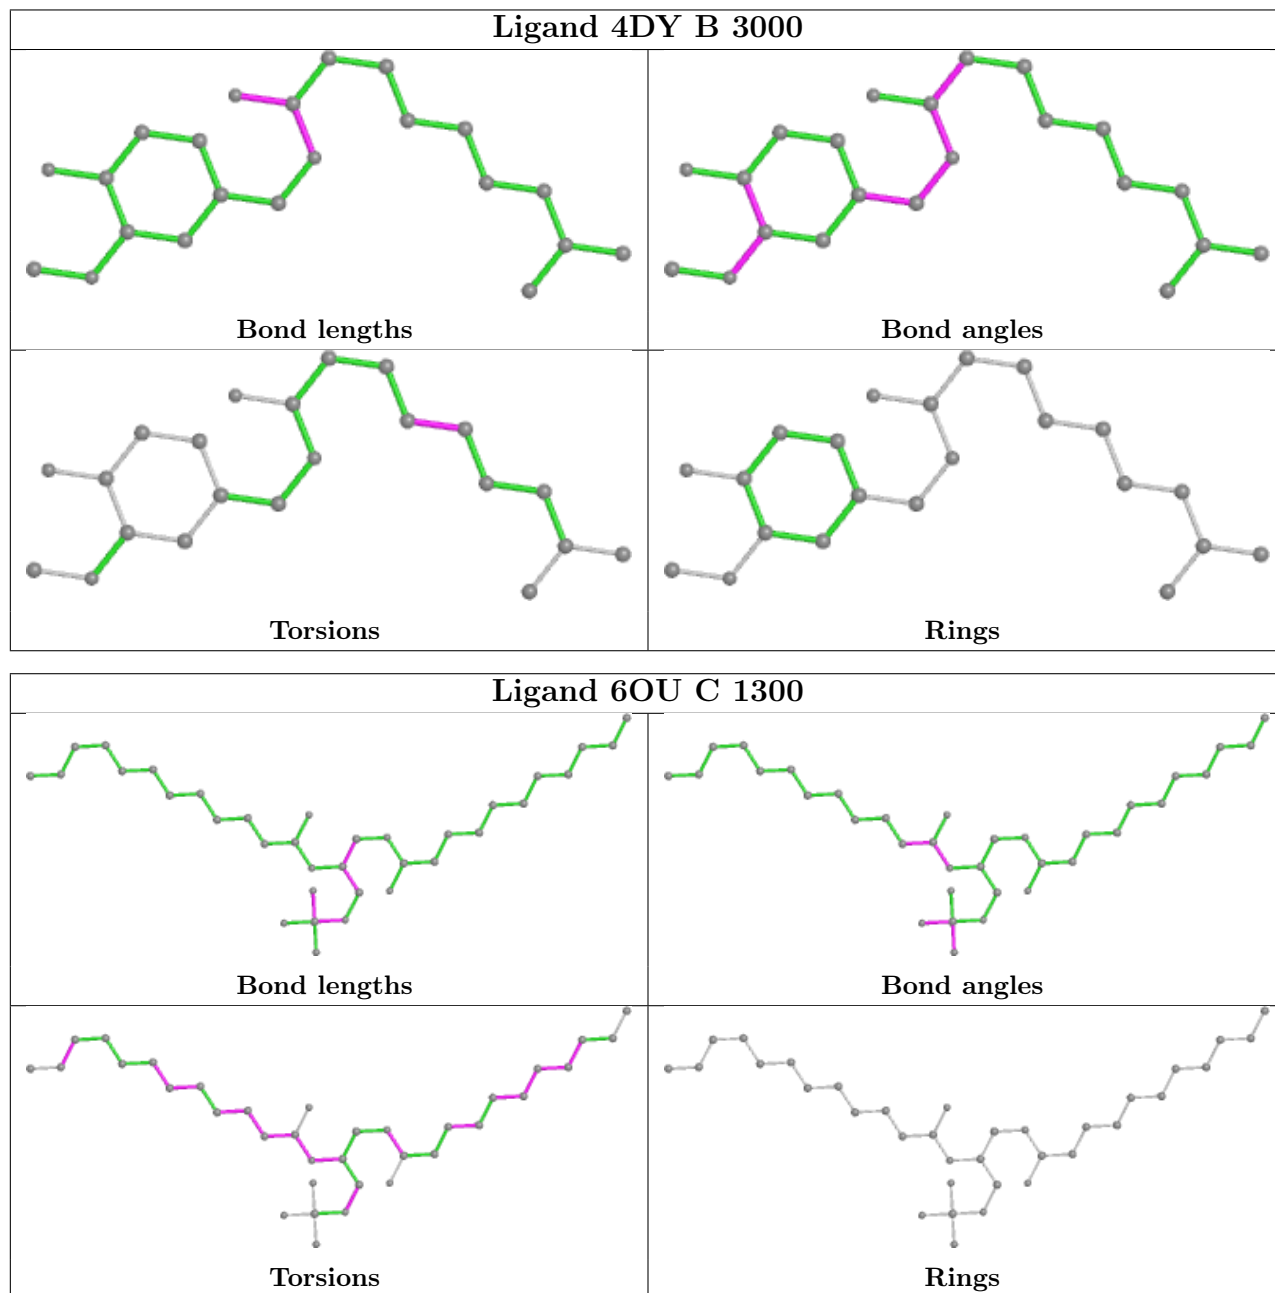 Ligand 4DY B 3000
Bond lengths
Bond angles
Torsions
Rings
Ligand 6OU C 1300
Bond lengths
Bond angles
Torsions
Rings